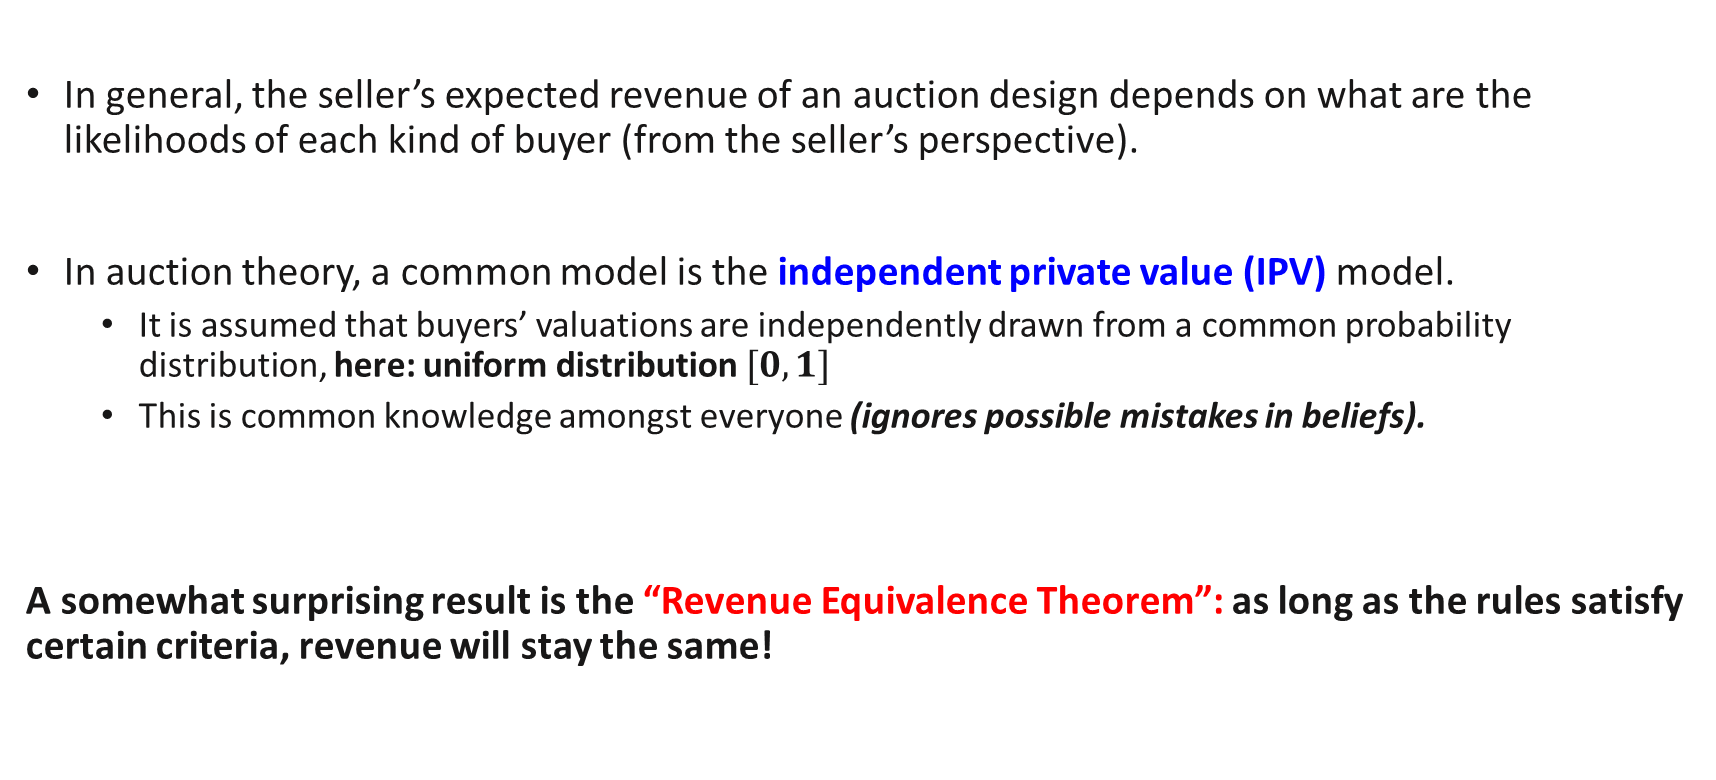 • In general, the seller’s expected revenue of an auction design depends on what are the
likelihoods of each kind of buyer (from the seller’s perspective).
• In auction theory, a common model is the independent private value (IPV) model.
• It is assumed that buyers’ valuations are independently drawn from a common probability
distribution, here: uniform distribution [0, 1]
• This is common knowledge amongst everyone (ignores possible mistakes in beliefs).
A somewhat surprising result is the “Revenue Equivalence Theorem”: as long as the rules satisfy
certain criteria, revenue will stay the same!